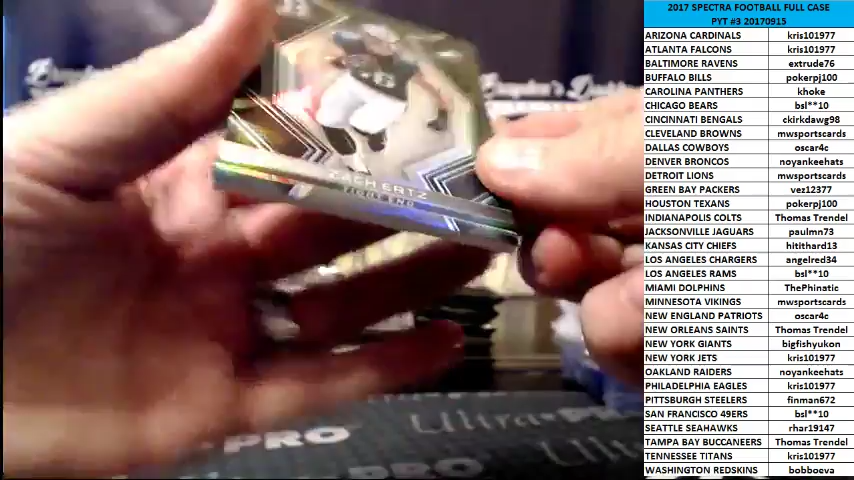 2017 SPECTRA FOOTBALL FULL CASE
PYT #3 20170915
ARIZONA CARDINALS kris101977
ATLANTA FALCONS kris101977
BALTIMORE RAVENS extrude76
BUFFALO BILLS pokerpj100
CAROLINA PANTHERS khoke
CHICAGO BEARS bsl**10
CINCINNATI BENGALS ckirkdawg98
CLEVELAND BROWNS mwsportscards
DALLAS COWBOYS oscar4c
DENVER BRONCOS noyankeehats
DETROIT LIONS mwsportscards
GREEN BAY PACKERS vez12377
HOUSTON TEXANS pokerpj100
INDIANAPOLIS COLTS Thomas Trendel
JACKSONVILLE JAGUARS paulmn73
KANSAS CITY CHIEFS hitithard13
LOS ANGELES CHARGERS angelred34
LOS ANGELES RAMS bsl**10
MIAMI DOLPHINS ThePhinatic
MINNESOTA VIKINGS mwsportscards
NEW ENGLAND PATRIOTS oscar4c
NEW ORLEANS SAINTS Thomas Trendel
NEW YORK GIANTS bigfishyukon
NEW YORK JETS kris101977
OAKLAND RAIDERS noyankeehats
PHILADELPHIA EAGLES kris101977
PITTSBURGH STEELERS finman672
SAN FRANCISCO 49ERS bsl**10
SEATTLE SEAHAWKS rhar19147
TAMPA BAY BUCCANEERS Thomas Trendel
TENNESSEE TITANS kris101977
WASHINGTON REDSKINS bobboeva
ZACH ERTZ
TIGHT END
PRO
Ultra PRO
PRO